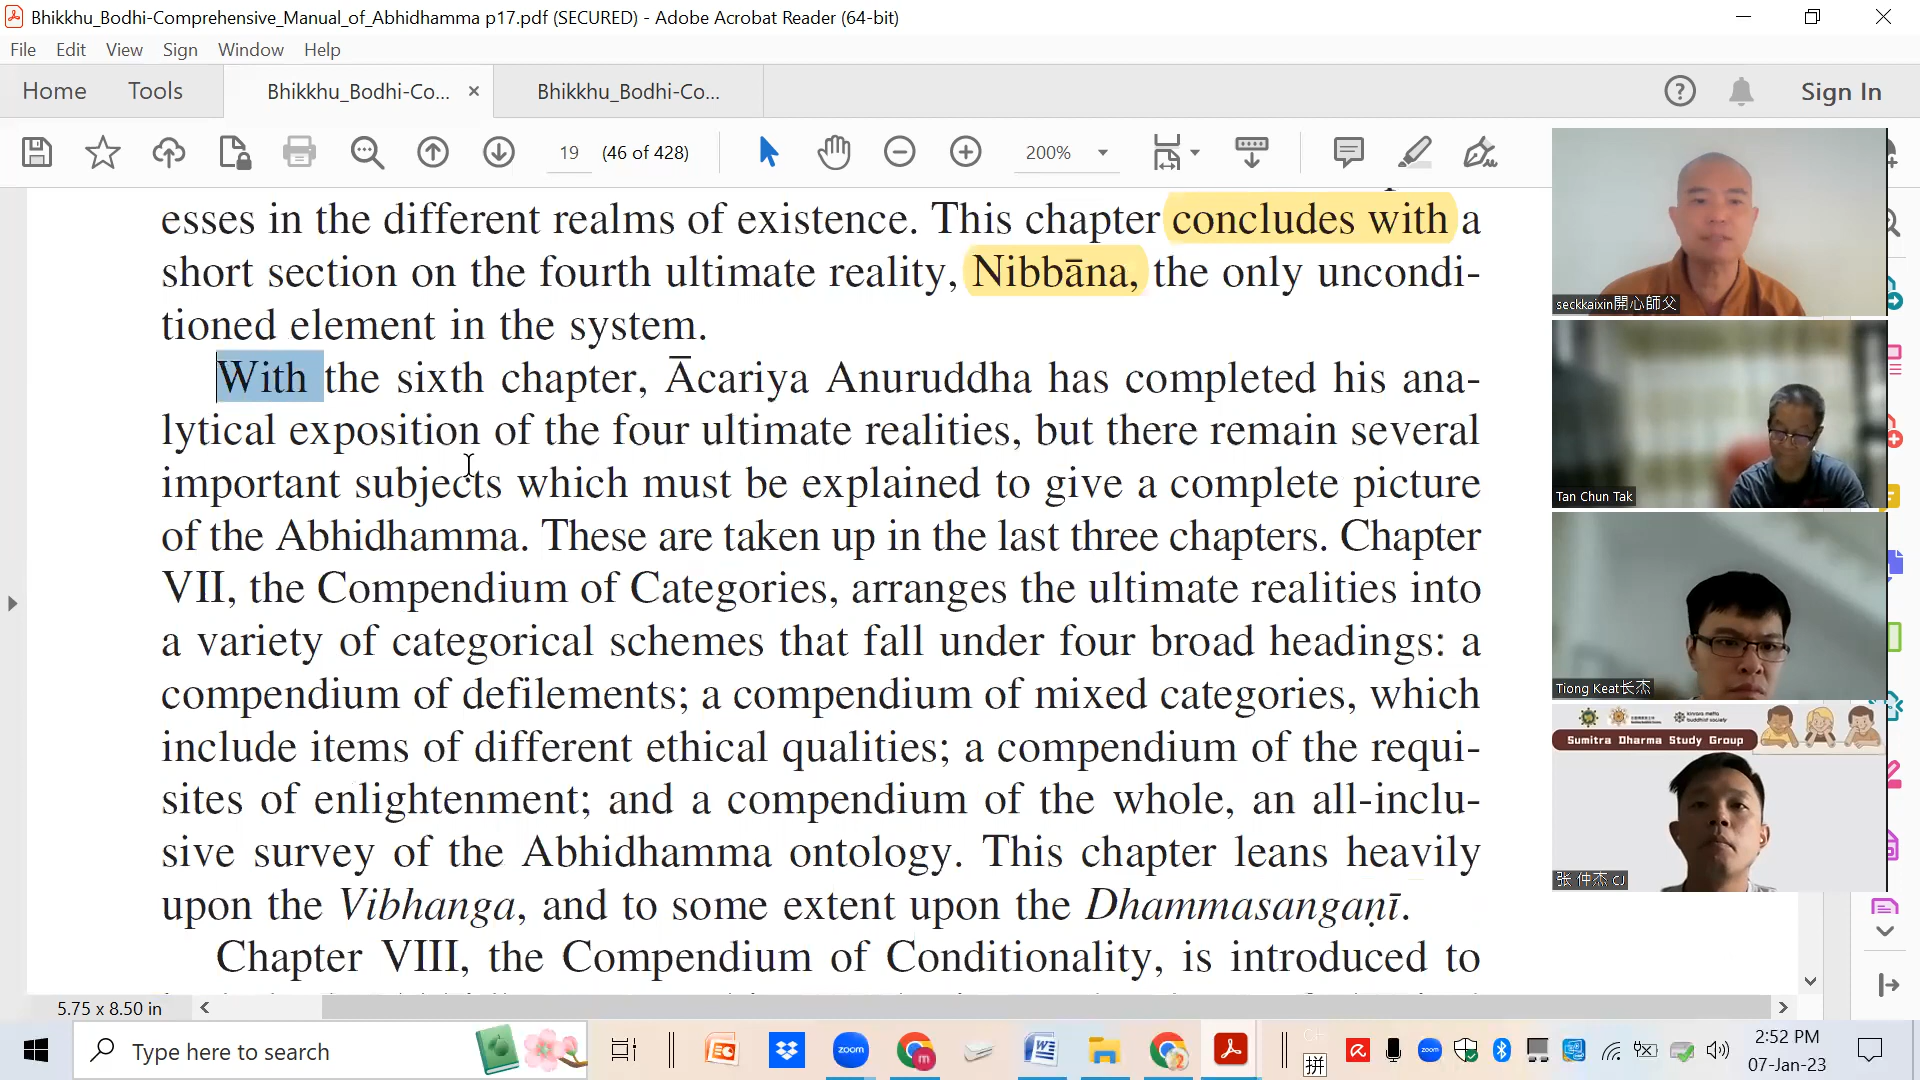 Bhikkhu_Bodhi-Comprehensive_Manual_of_Abhidhamma p17.pdf (SECURED) - Adobe Acrobat Reader (64-bit)
File Edit View Sign Window Help
Home Tools Bhikkhu_Bodhi-Co... × Bhikkhu_Bodhi-Co... Sign In
19 (46 of 428) 200%
esses in the different realms of existence. This chapter concludes with a
short section on the fourth ultimate reality, Nibbāna, the only uncondi-
tioned element in the system.
With the sixth chapter, Ācariya Anuruddha has completed his ana-
lytical exposition of the four ultimate realities, but there remain several
important subjects which must be explained to give a complete picture
of the Abhidhamma. These are taken up in the last three chapters. Chapter
VII, the Compendium of Categories, arranges the ultimate realities into
a variety of categorical schemes that fall under four broad headings: a
compendium of defilements; a compendium of mixed categories, which
include items of different ethical qualities; a compendium of the requi-
sites of enlightenment; and a compendium of the whole, an all-inclu-
sive survey of the Abhidhamma ontology. This chapter leans heavily
upon the Vibhanga, and to some extent upon the Dhammasangaṇī.
Chapter VIII, the Compendium of Conditionality, is introduced to
seckkaixin開心師父
Tan Chun Tak
Tiong Keat长杰
Sumitra Dharma Study Group
张 仲杰 CJ
5.75 x 8.50 in
Type here to search
zoom
zoom
拼
2:52 PM
07-Jan-23